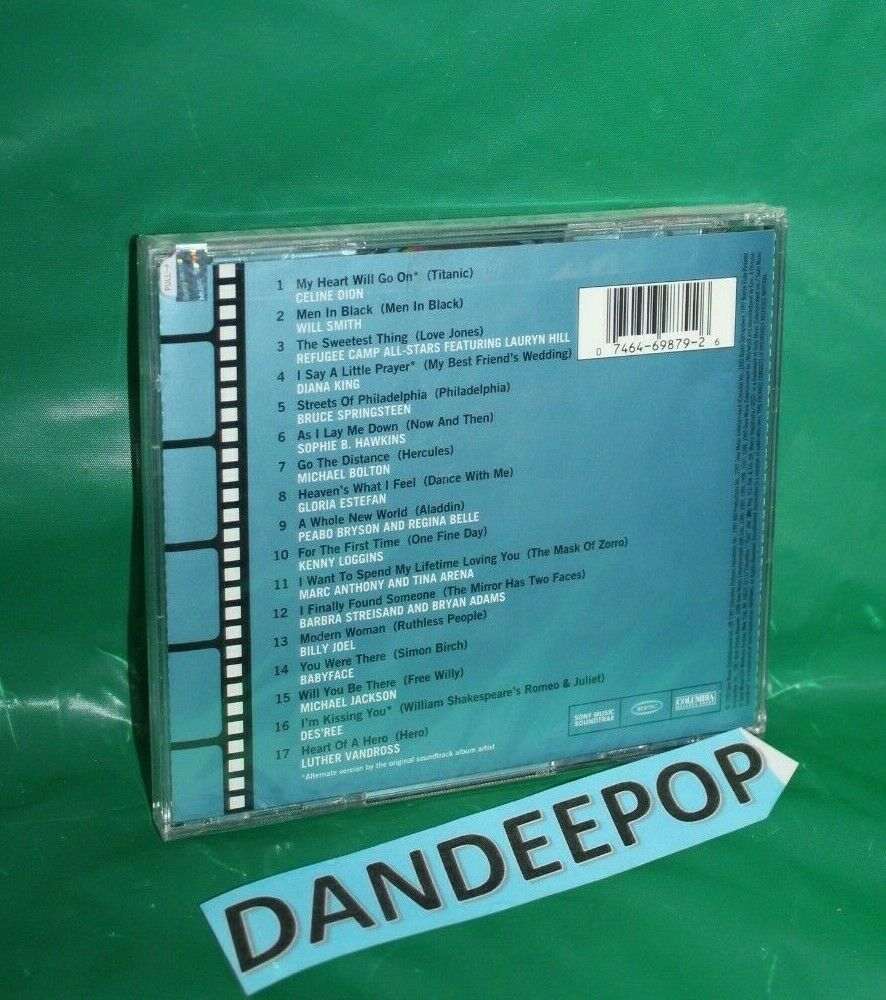 PULL
1 My Heart Will Go On* (Titanic)
CELINE DION
2 Men In Black (Men In Black)
WILL SMITH
3 The Sweetest Thing (Love Jones)
REFUGEE CAMP ALL-STARS FEATURING LAURYN HILL
4 I Say A Little Prayer* (My Best Friend's Wedding)
DIANA KING
5 Streets Of Philadelphia (Philadelphia)
BRUCE SPRINGSTEEN
6 As I Lay Me Down (Now And Then)
SOPHIE B. HAWKINS
7 Go The Distance (Hercules)
MICHAEL BOLTON
8 Heaven's What I Feel (Dance With Me)
GLORIA ESTEFAN
9 A Whole New World (Aladdin)
PEABO BRYSON AND REGINA BELLE
10 For The First Time (One Fine Day)
KENNY LOGGINS
11 I Want To Spend My Lifetime Loving You (The Mask Of Zorro)
MARC ANTHONY AND TINA ARENA
12 I Finally Found Someone (The Mirror Has Two Faces)
BARBRA STREISAND AND BRYAN ADAMS
13 Modern Woman (Ruthless People)
BILLY JOEL
14 You Were There (Simon Birch)
BABYFACE
15 Will You Be There (Free Willy)
MICHAEL JACKSON
16 I'm Kissing You* (William Shakespeare's Romeo & Juliet)
DES'REE
17 Heart Of A Hero (Hero)
LUTHER VANDROSS
*Alternate version by the original soundtrack album artist
0 7464-69879-2 6
SONY MUSIC
SOUNDTRAX
epic
COLUMBIA
DANDEEPOP